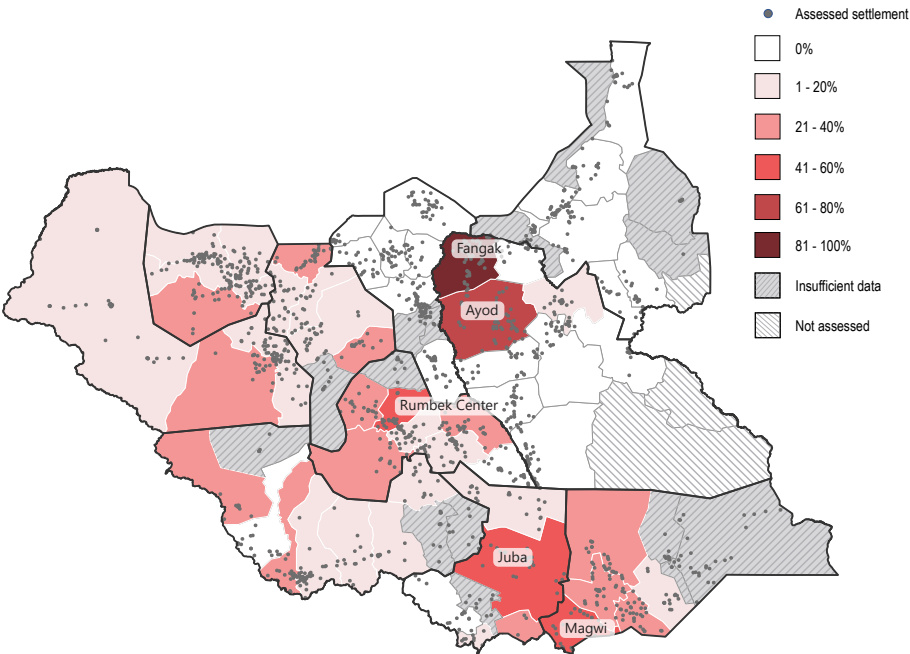 Assessed settlement
0%
1 - 20%
21 - 40%
41 - 60%
61 - 80%
81 - 100%
Insufficient data
Not assessed
Fangak
Ayod
Rumbek Center
Juba
Magwi